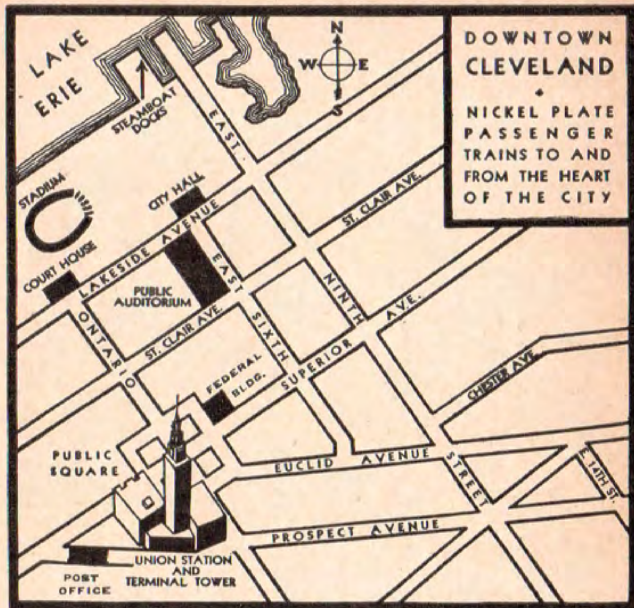 DOWNTOWN
CLEVELAND
NICKEL PLATE
PASSENGER
TRAINS TO AND
FROM THE HEART
OF THE CITY
N
W E
S
LAKE
ERIE
STEAMBOAT
DOCKS
STADIUM
CITY HALL
COURT HOUSE
LAKESIDE AVENUE
PUBLIC
AUDITORIUM
ONTARIO
ST. CLAIR AVE.
ST. CLAIR AVE.
EAST SIXTH
EAST NINTH STREET
FEDERAL
BLDG.
SUPERIOR AVE.
CHESTER AVE.
PUBLIC
SQUARE
EUCLID AVENUE
E. 14TH ST.
PROSPECT AVENUE
UNION STATION
AND
TERMINAL TOWER
POST
OFFICE